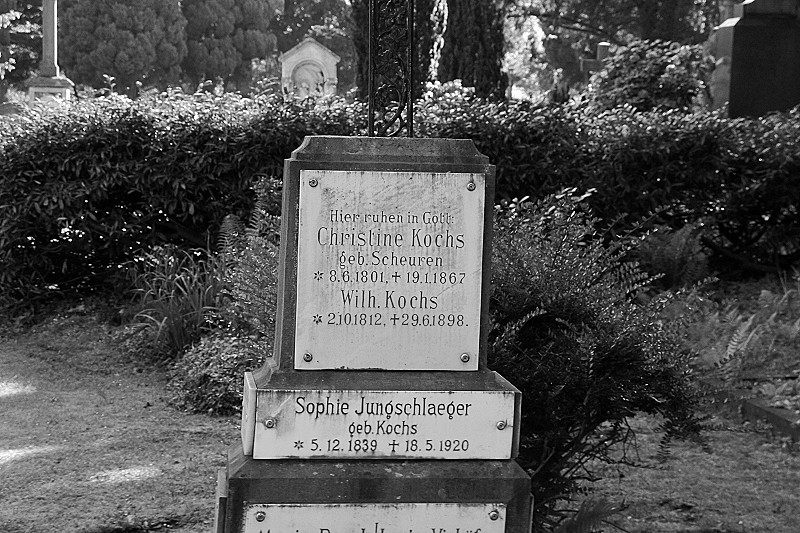 Hier ruhen in Gott:
Christine Kochs
geb. Scheuren
* 8.6.1801, + 19.1.1867
Wilh. Kochs
* 2.10.1812, + 29.6.1898.
Sophie Jungschlaeger
geb. Kochs
* 5.12.1839 + 18.5.1920